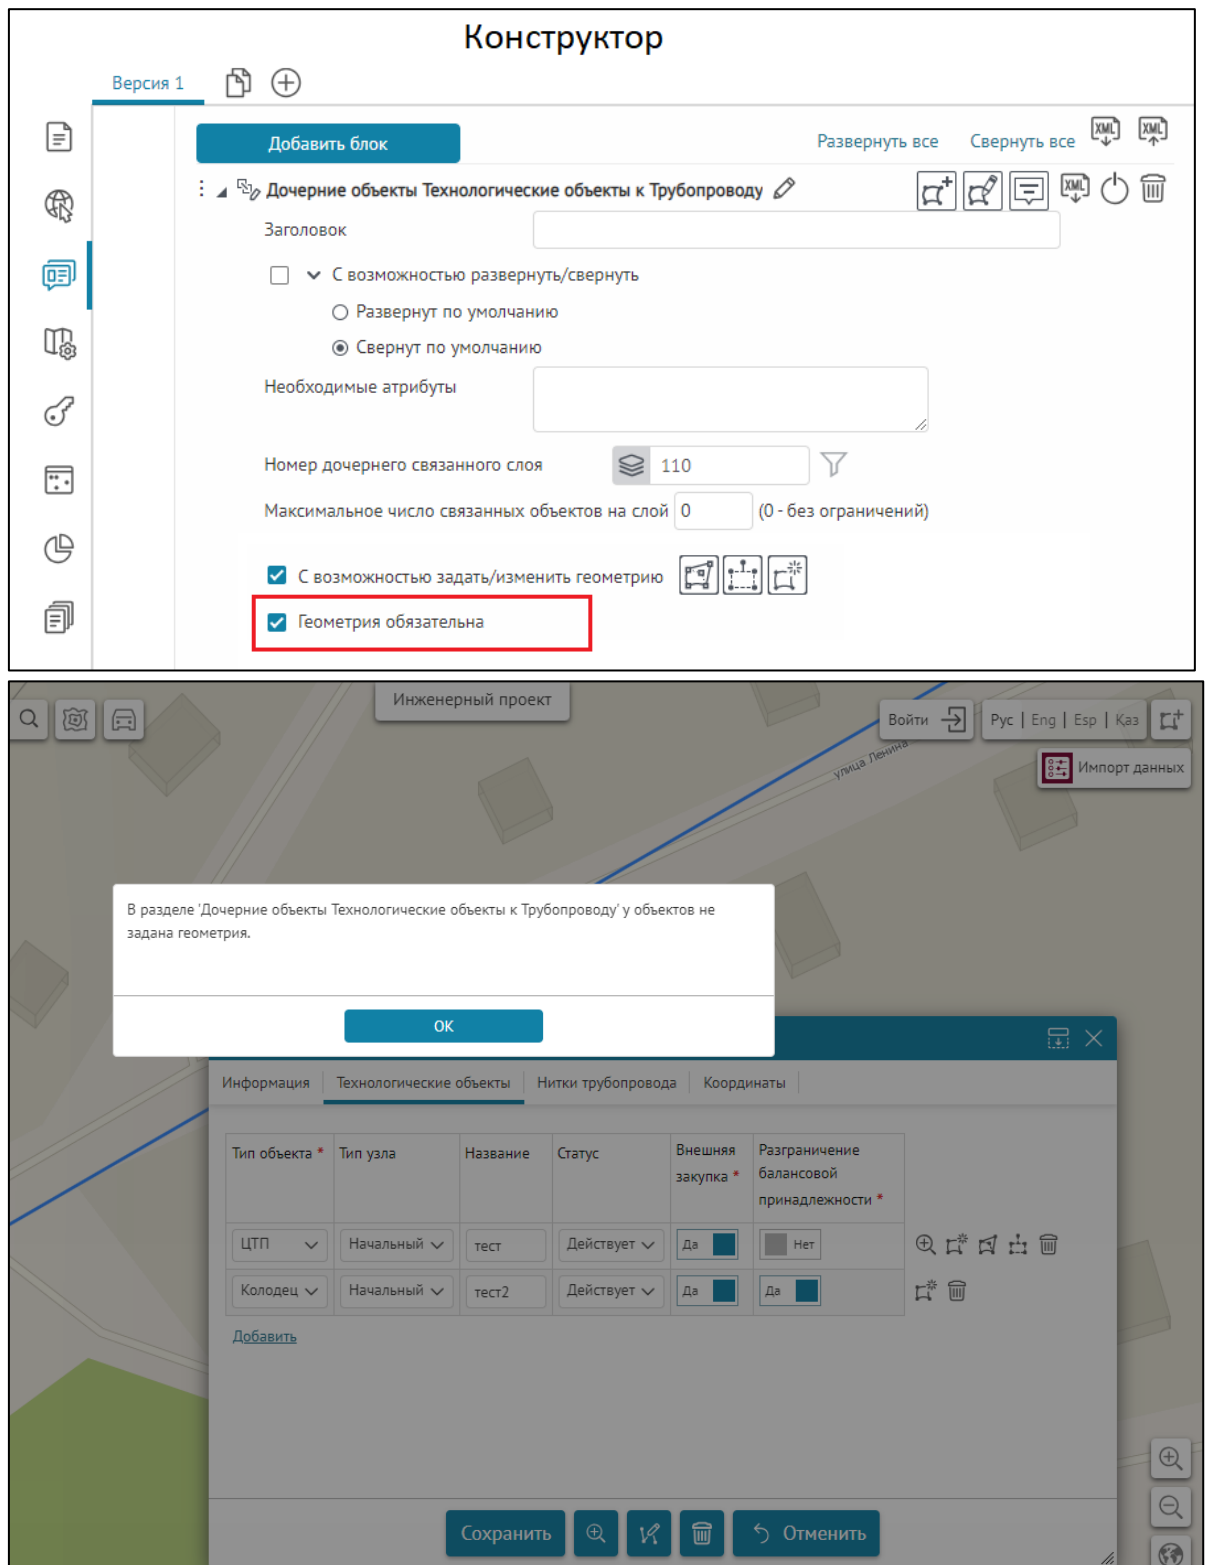 Конструктор
Версия 1
Добавить блок
Развернуть все
Свернуть все
XML
XML
Дочерние объекты Технологические объекты к Трубопроводу
XML
Заголовок
С возможностью развернуть/свернуть
Развернут по умолчанию
Свернут по умолчанию
Необходимые атрибуты
Номер дочернего связанного слоя
110
Максимальное число связанных объектов на слой
0
(0 - без ограничений)
С возможностью задать/изменить геометрию
Геометрия обязательна
Инженерный проект
Войти
Рус | Eng | Esp | Қаз
улица Ленина
Импорт данных
В разделе 'Дочерние объекты Технологические объекты к Трубопроводу' у объектов не
задана геометрия.
ОК
Информация
Технологические объекты
Нитки трубопровода
Координаты
Тип объекта *
Тип узла
Название
Статус
Внешняя
закупка *
Разграничение
балансовой
принадлежности *
ЦТП
Начальный
тест
Действует
Да
Нет
Колодец
Начальный
тест2
Действует
Да
Да
Добавить
Сохранить
Отменить